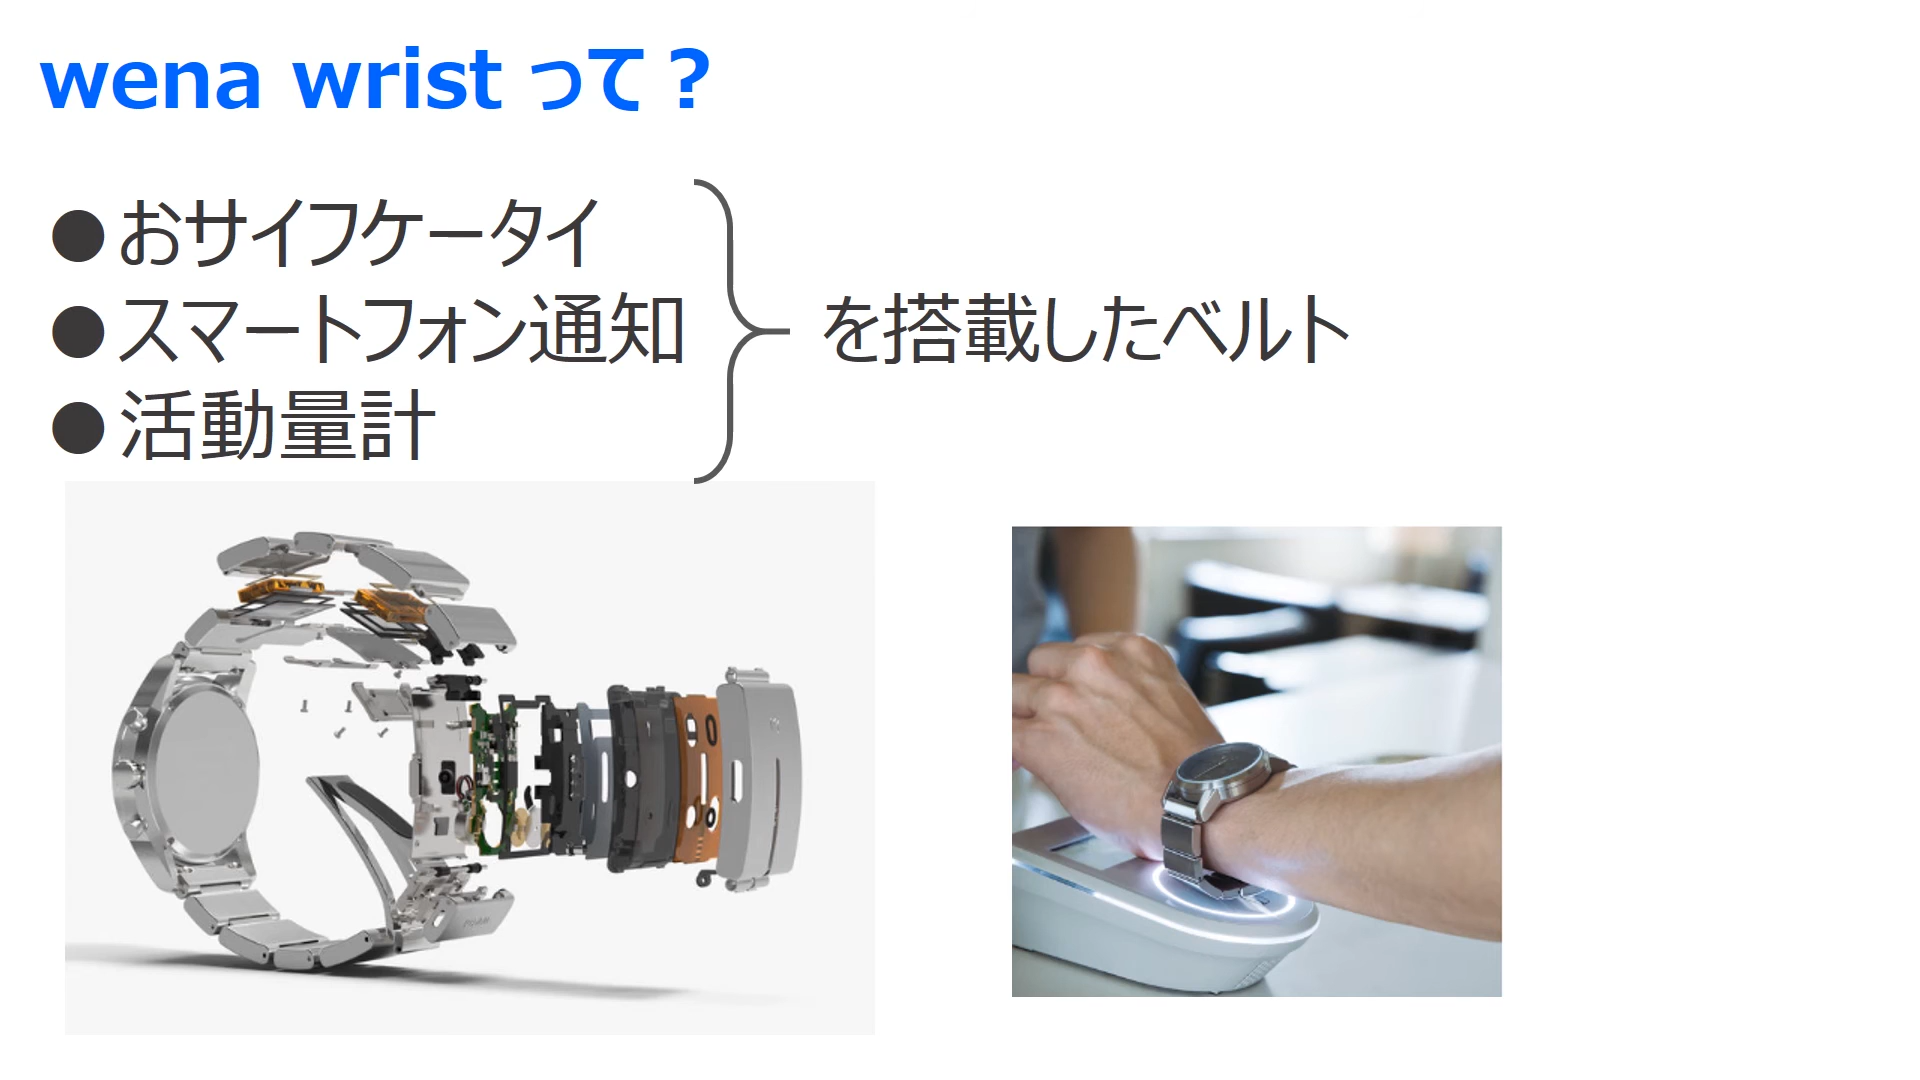 wena wrist って？
●おサイフケータイ
●スマートフォン通知
●活動量計
を搭載したベルト